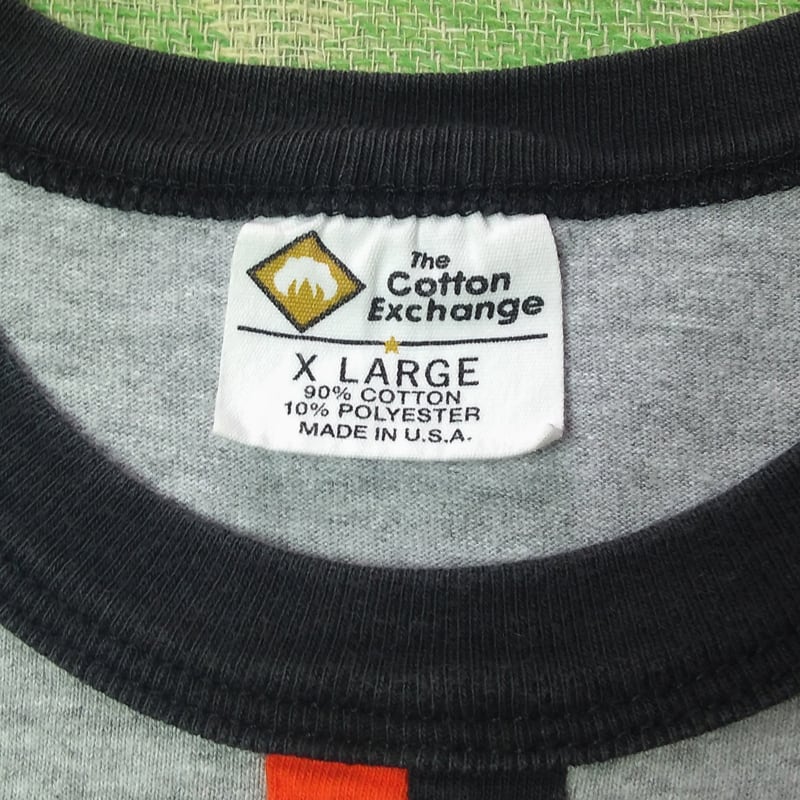 The
Cotton
Exchange
X LARGE
90% COTTON
10% POLYESTER
MADE IN U.S.A.